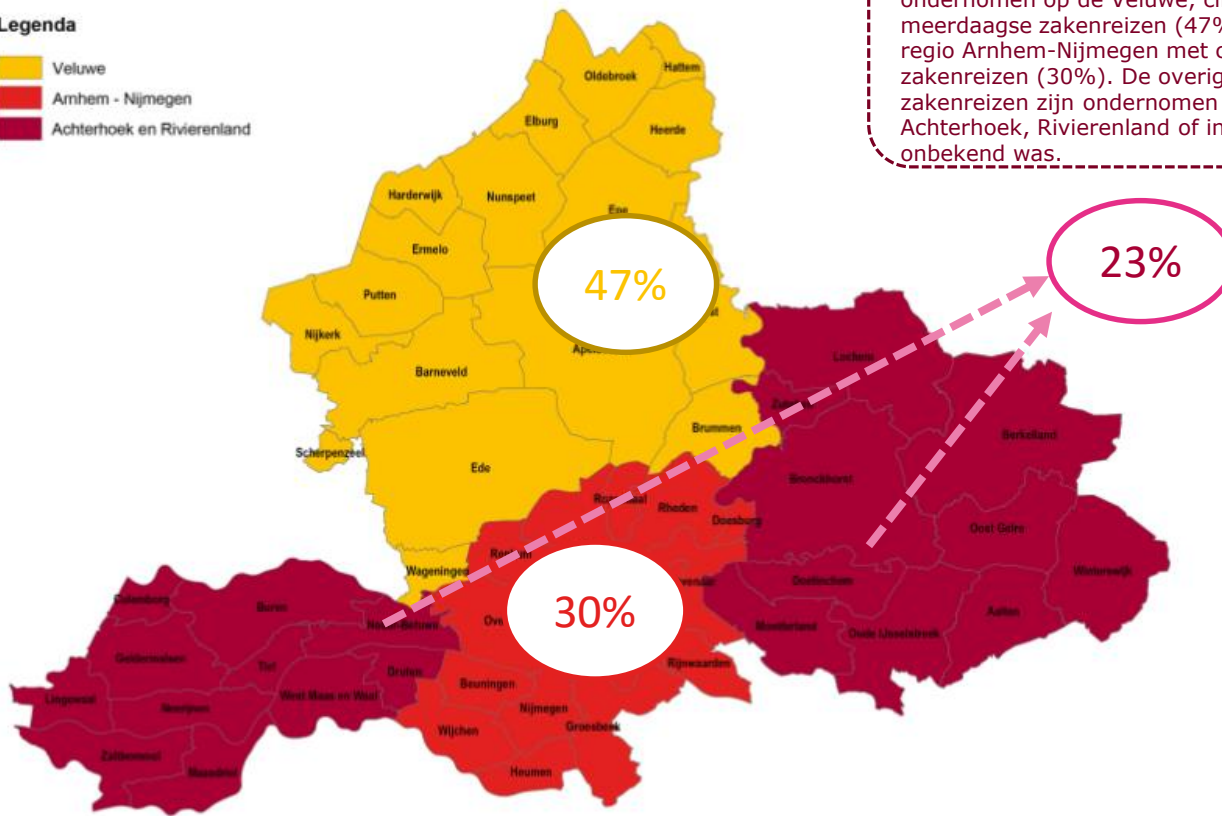 Legenda
Veluwe
Arnhem - Nijmegen
Achterhoek en Rivierenland
ondernomen op de Veluwe,
meerdaagse zakenreizen (47%
regio Arnhem-Nijmegen met
zakenreizen (30%). De overig
zakenreizen zijn ondernomen
Achterhoek, Rivierenland of in
onbekend was.
Oldebroek
Hattem
Elburg
Heerde
Harderwijk
Nunspeet
Epe
Ermelo
47%
23%
Putten
Nijkerk
Barneveld
Lochem
Brummen
Scherpenzeel
Ede
Berkelland
Bronckhorst
Rheden
Doesburg
Oost Gelre
Wageningen
Winterswijk
Culemborg
Buren
Doetinchem
30%
Aalten
Montferland
Oude IJsselstreek
Geldermalsen
Tiel
Druten
Rijnwaarden
Lingewaal
Neerijnen
West Maas en Waal
Beuningen
Nijmegen
Groesbeek
Wijchen
Zaltbommel
Maasdriel
Heumen